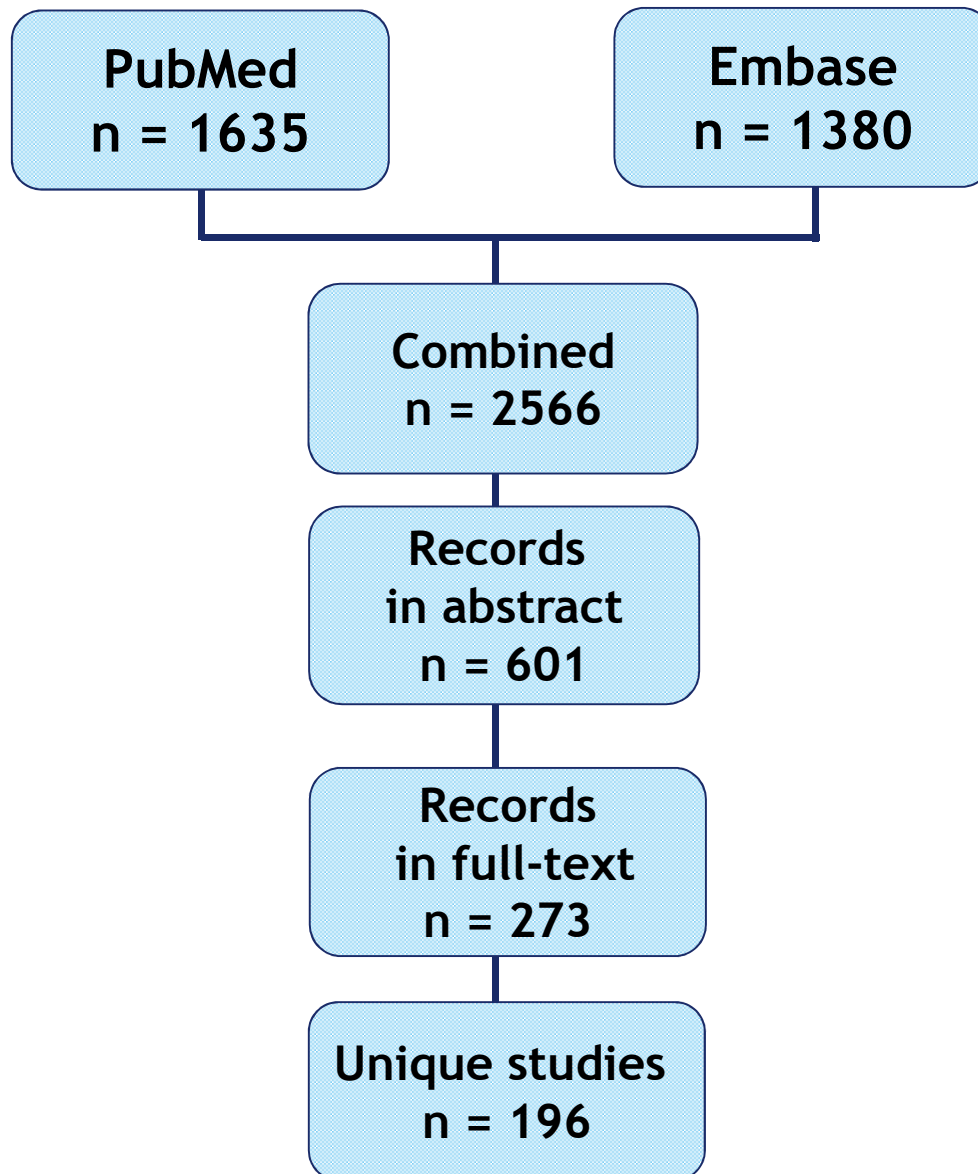 PubMed
n = 1635
Embase
n = 1380
Combined
n = 2566
Records
in abstract
n = 601
Records
in full-text
n = 273
Unique studies
n = 196